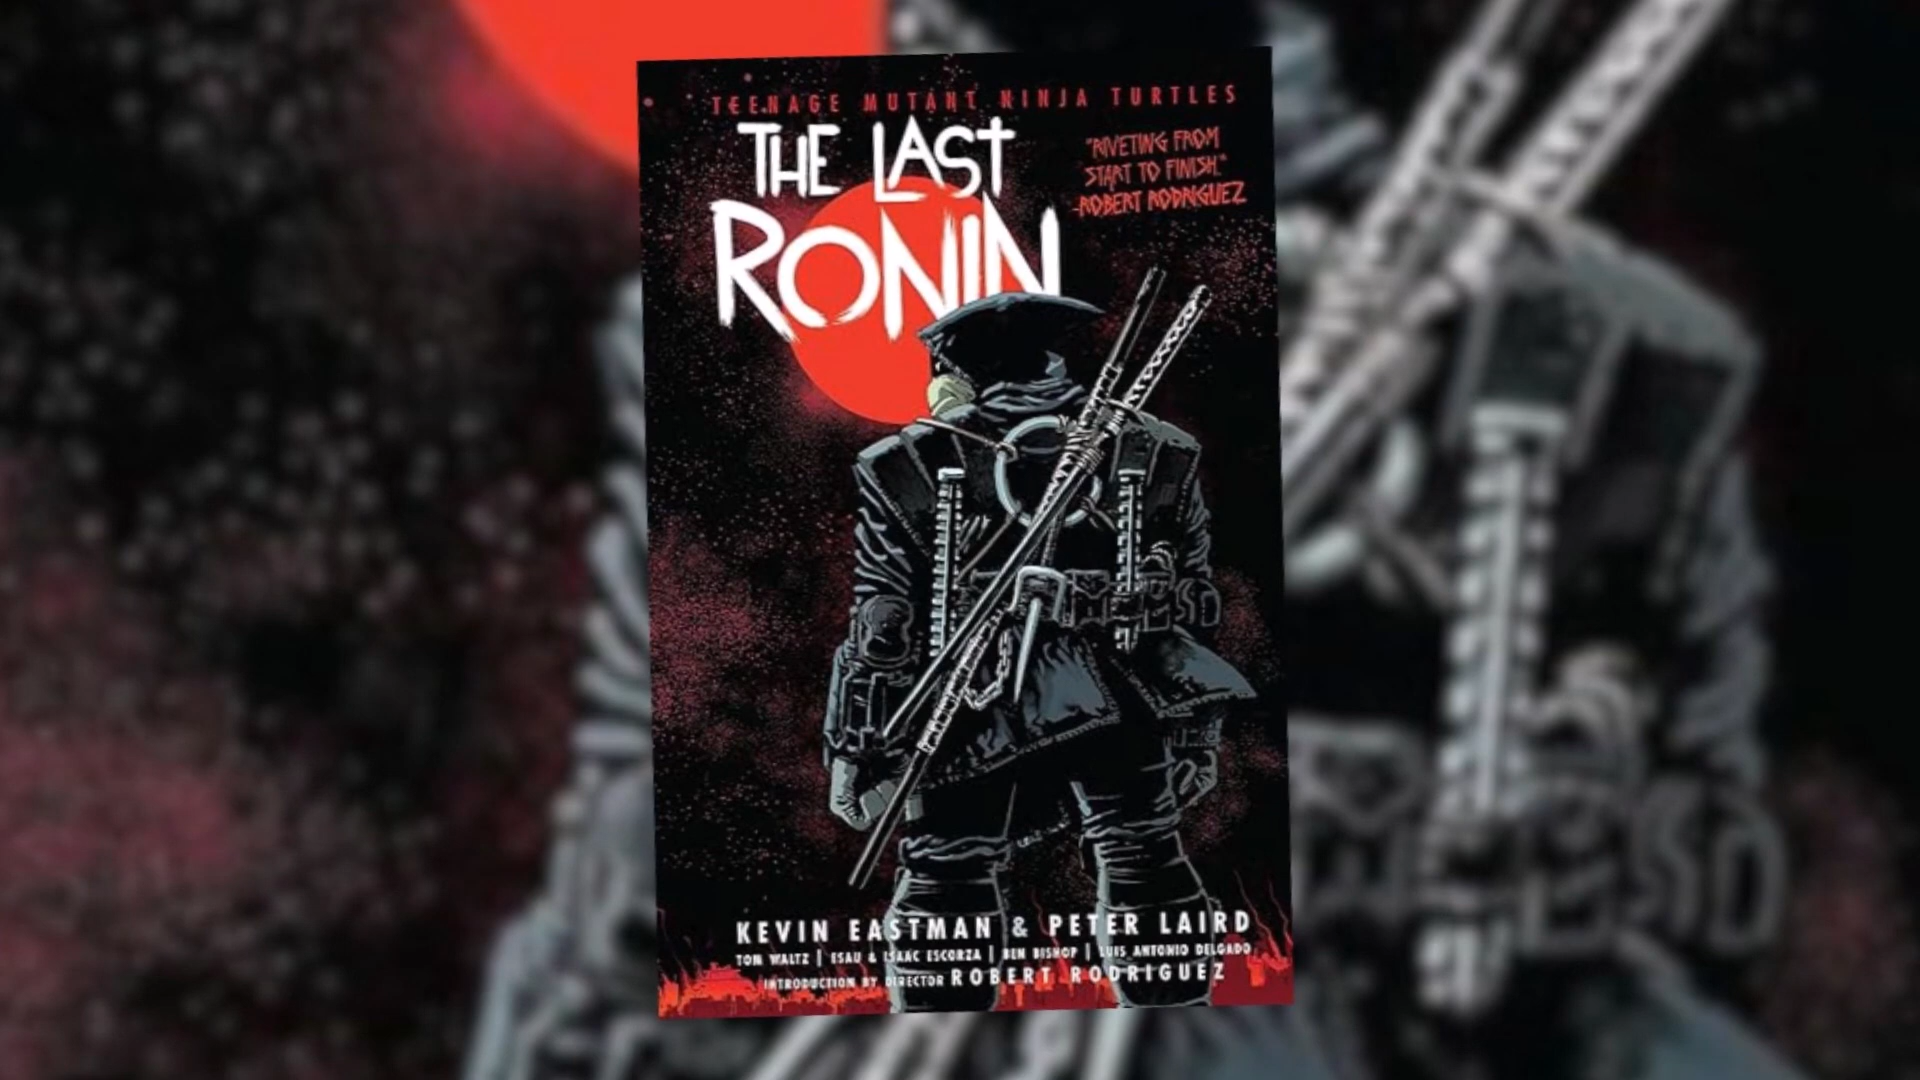 TEENAGE MUTANT NINJA TURTLES
THE LAST
RONIN
"RIVETING FROM
START TO FINISH."
-ROBERT RODRIGUEZ
KEVIN EASTMAN & PETER LAIRD
TOM WALTZ | ESAU & ISAAC ESCORZA | BEN BISHOP | LUIS ANTONIO DELGADO
INTRODUCTION BY DIRECTOR ROBERT RODRIGUEZ